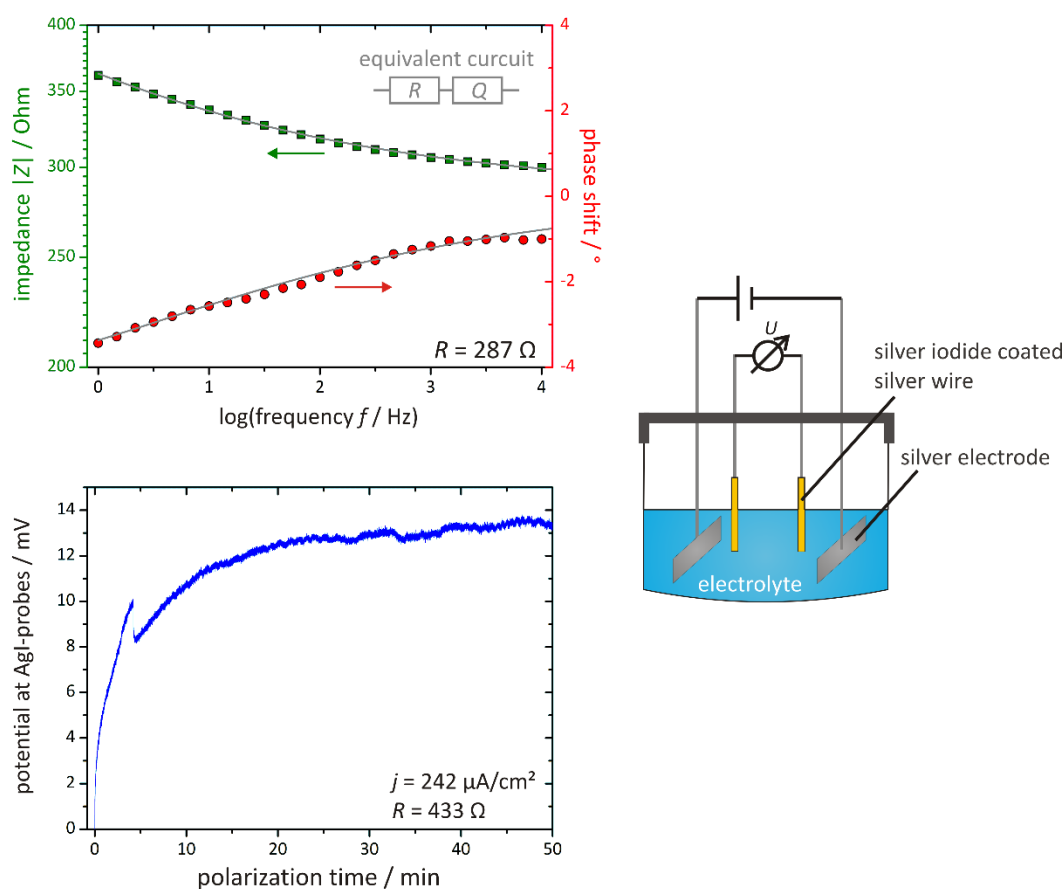 impedance |Z| / Ohm
400
350
300
250
200
equivalent curcuit
R Q
R = 287 Ω
4
2
0
-2
-4
phase shift / °
0 1 2 3 4
log(frequency f / Hz)
potential at AgI-probes / mV
14
12
10
8
6
4
2
0
j = 242 µA/cm²
R = 433 Ω
0 10 20 30 40 50
polarization time / min
U
silver iodide coated
silver wire
silver electrode
electrolyte